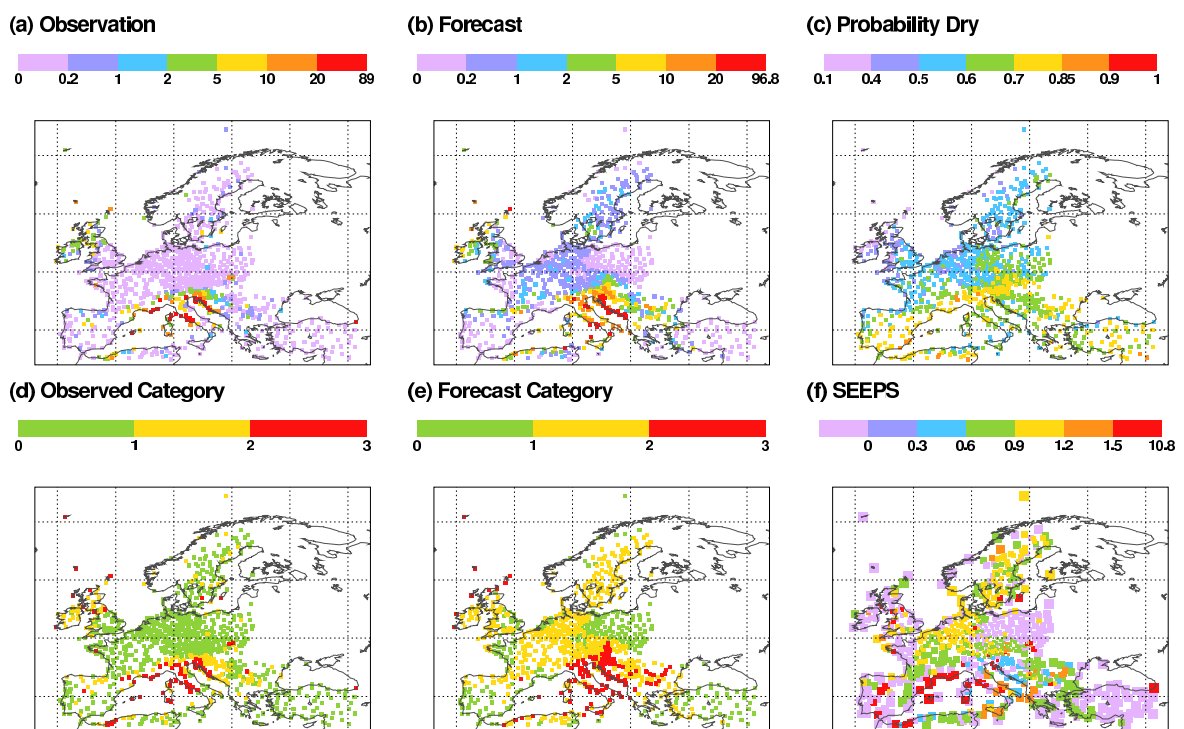 (a) Observation (b) Forecast (c) Probability Dry
0 0.2 1 2 5 10 20 89 0 0.2 1 2 5 10 20 96.8 0.1 0.4 0.5 0.6 0.7 0.85 0.9 1
(d) Observed Category (e) Forecast Category (f) SEEPS
0 1 2 3 0 1 2 3 0 0.3 0.6 0.9 1.2 1.5 10.8